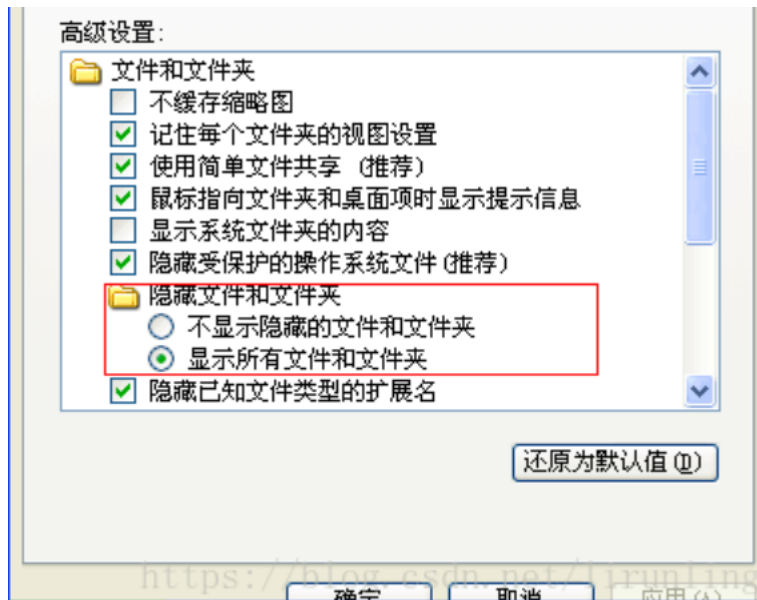 高级设置:
文件和文件夹
不缓存缩略图
记住每个文件夹的视图设置
使用简单文件共享 (推荐)
鼠标指向文件夹和桌面项时显示提示信息
显示系统文件夹的内容
隐藏受保护的操作系统文件(推荐)
隐藏文件和文件夹
不显示隐藏的文件和文件夹
显示所有文件和文件夹
隐藏已知文件类型的扩展名
还原为默认值(D)
https://blog.csdn.net/lirunling
确定 取消 应用(A)